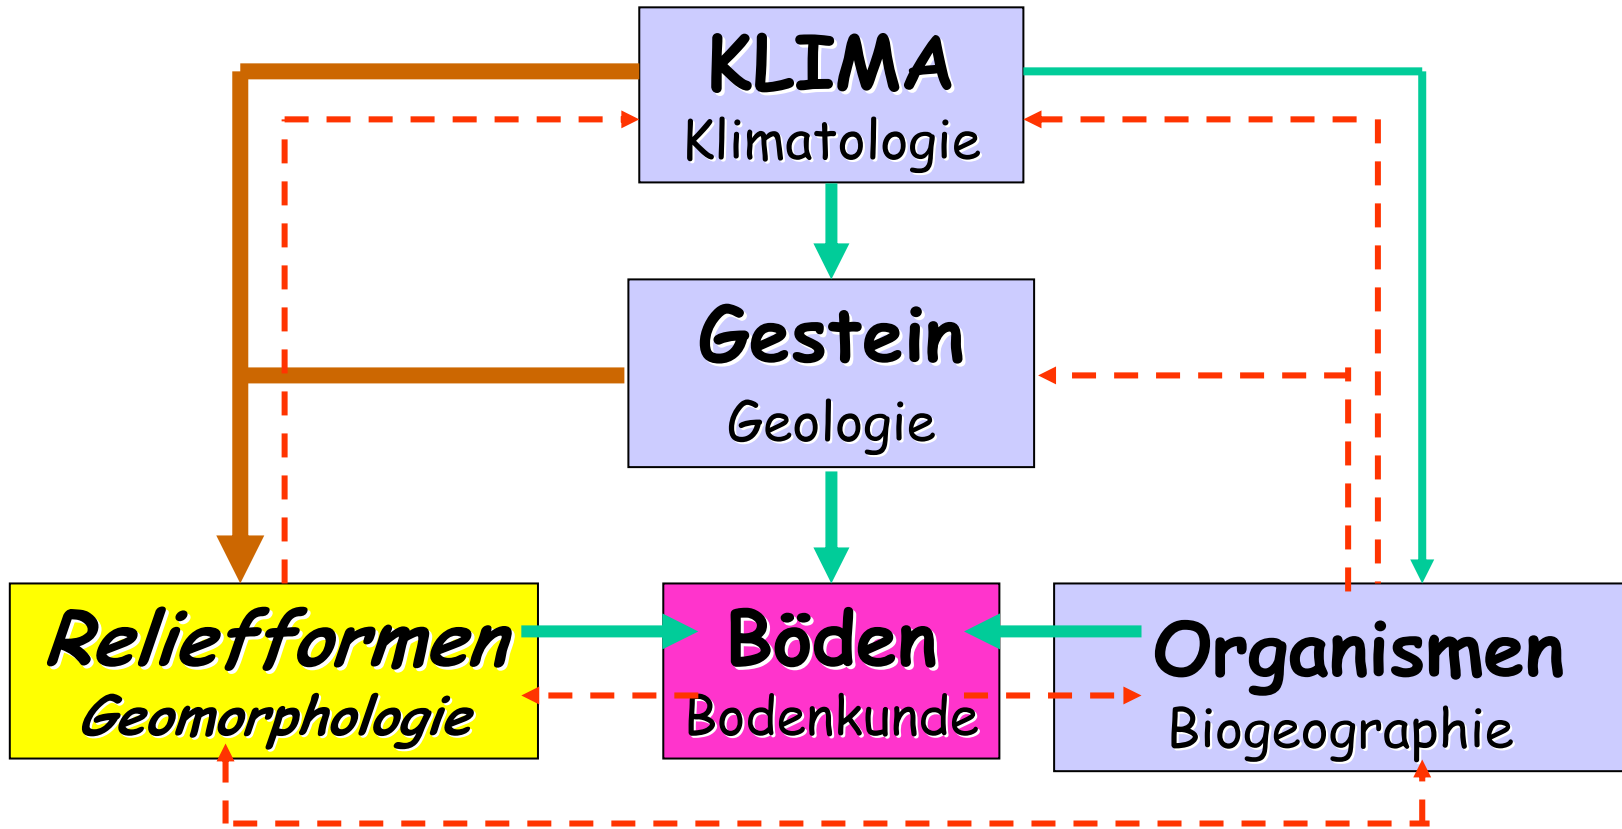 KLIMA
Klimatologie
Gestein
Geologie
Reliefformen
Geomorphologie
Böden
Bodenkunde
Organismen
Biogeographie